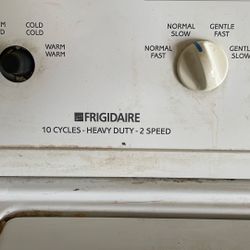 COLD
COLD
WARM
WARM
NORMAL
SLOW
GENTLE
FAST
NORMAL
FAST
GENTLE
SLOW
FRIGIDAIRE
10 CYCLES - HEAVY DUTY - 2 SPEED